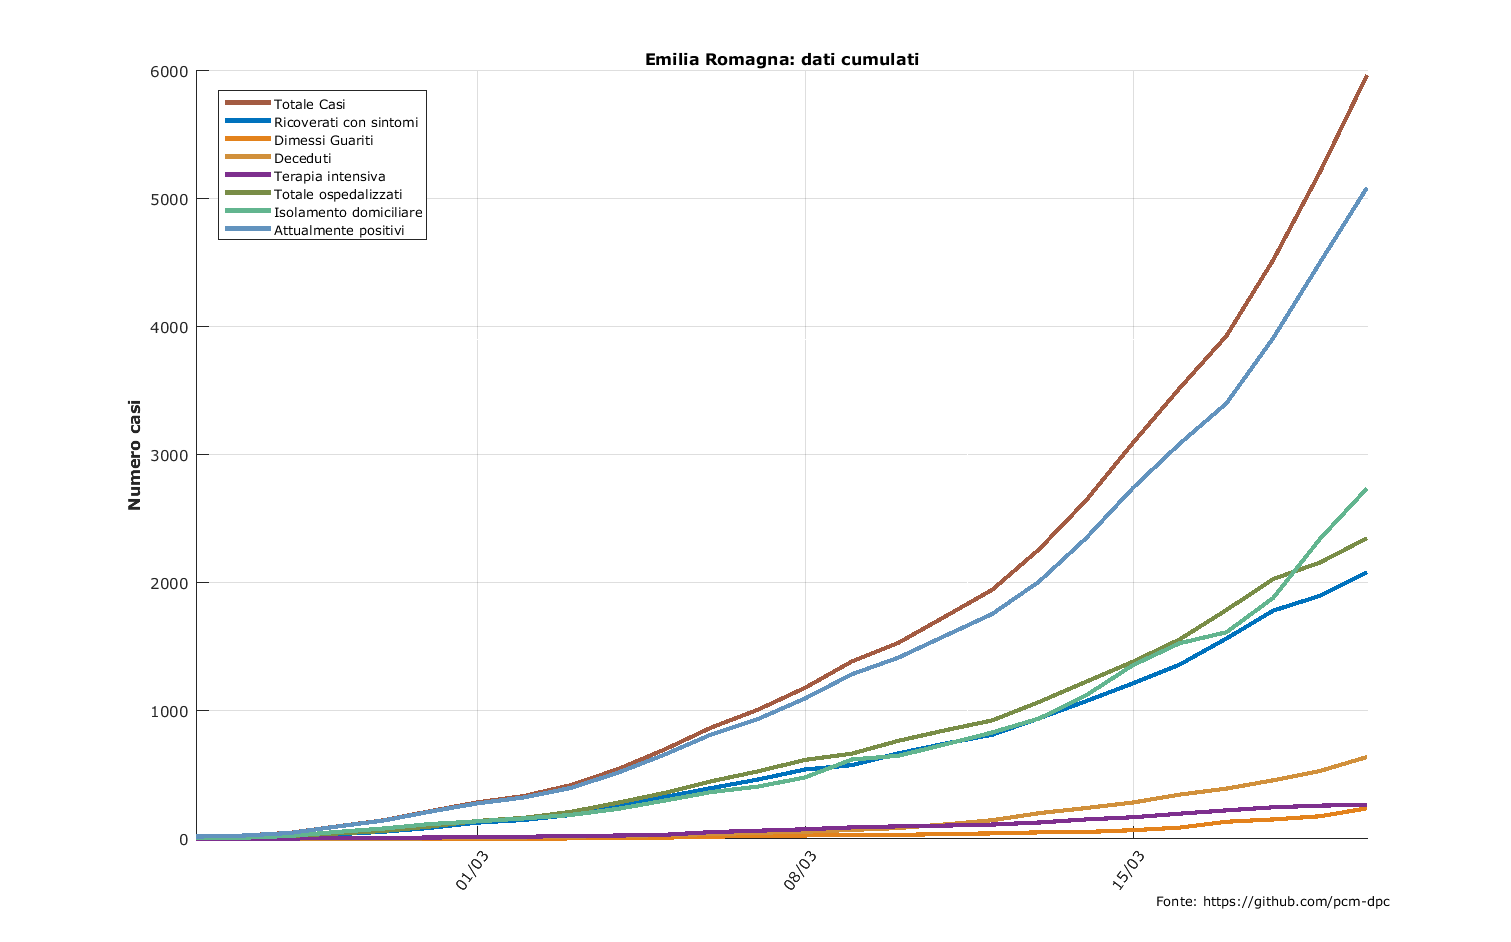 Emilia Romagna: dati cumulati
6000
5000
4000
3000
2000
1000
0
Numero casi
Totale Casi
Ricoverati con sintomi
Dimessi Guariti
Deceduti
Terapia intensiva
Totale ospedalizzati
Isolamento domiciliare
Attualmente positivi
01/03
08/03
15/03
Fonte: https://github.com/pcm-dpc